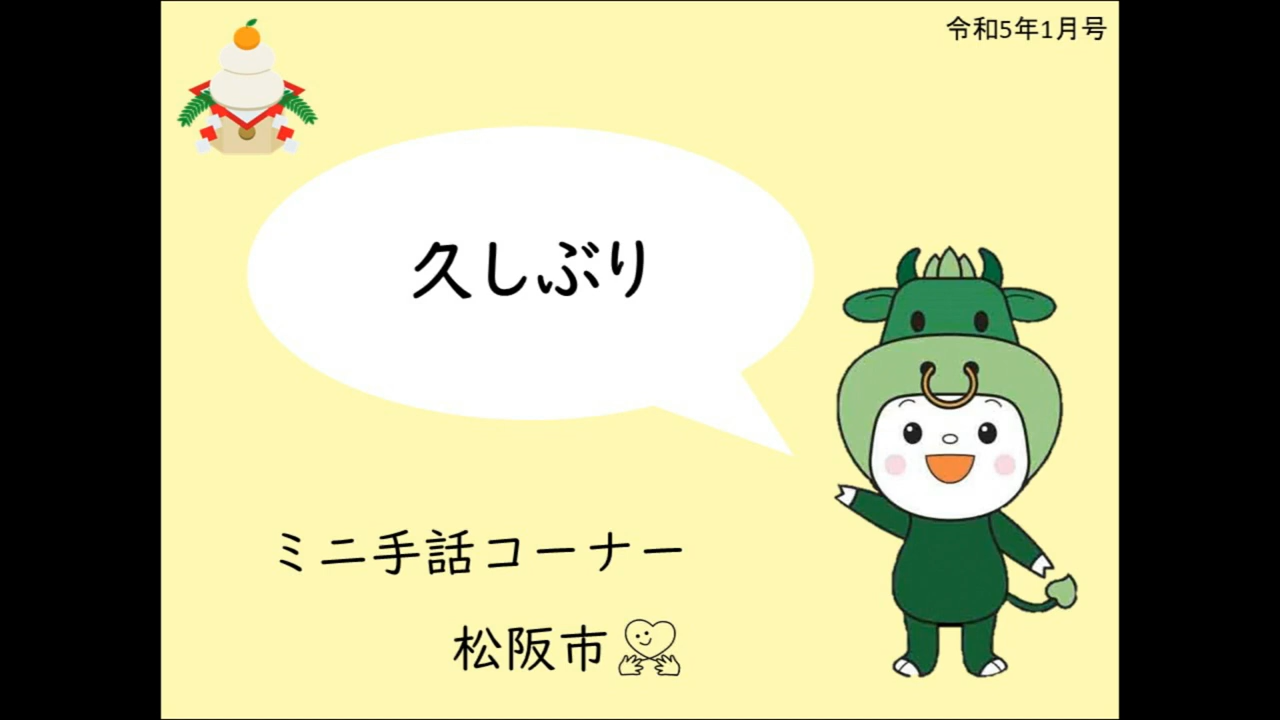 令和5年1月号
久しぶり
ミニ手話コーナー
松阪市